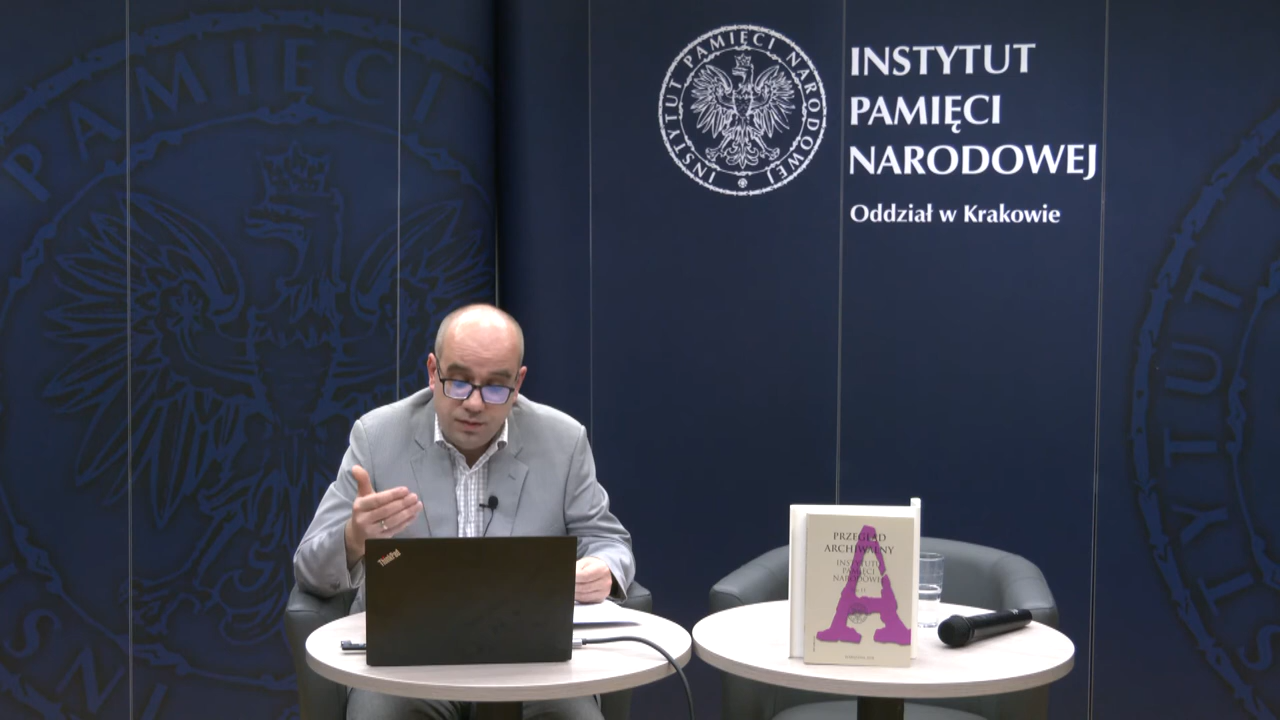 INSTYTUT PAMIĘCI NARODOWEJ
INSTYTUT
PAMIĘCI
NARODOWEJ
Oddział w Krakowie
PAMIĘCI
INSTYTUT
ThinkPad
PRZEGLĄD
ARCHIWALNY
INSTYTUTU
PAMIĘCI
NARODOWEJ
A